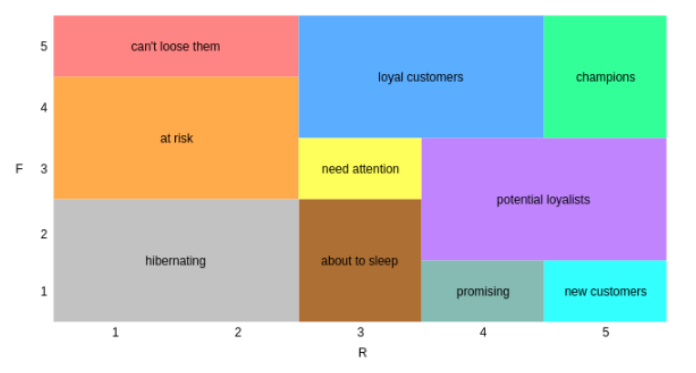 5
can't loose them
loyal customers
champions
4
at risk
F
3
need attention
potential loyalists
2
hibernating
about to sleep
1
promising
new customers
1
2
3
4
5
R